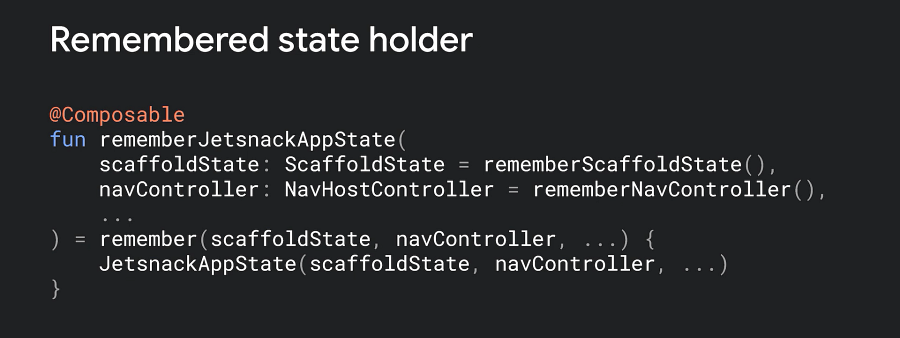 Remembered state holder
@Composable
fun rememberJetsnackAppState(
    scaffoldState: ScaffoldState = rememberScaffoldState(),
    navController: NavHostController = rememberNavController(),
    ...
) = remember(scaffoldState, navController, ...) {
    JetsnackAppState(scaffoldState, navController, ...)
}